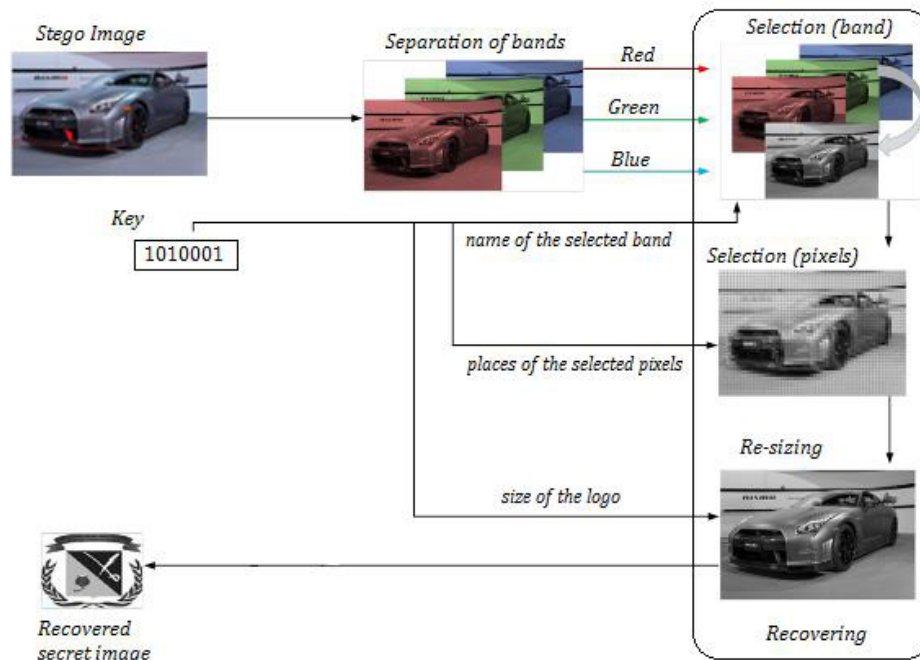 Stego Image
Separation of bands
Selection (band)
Red
Green
Blue
Key
1010001
name of the selected band
Selection (pixels)
places of the selected pixels
Re-sizing
size of the logo
Recovered
secret image
Recovering